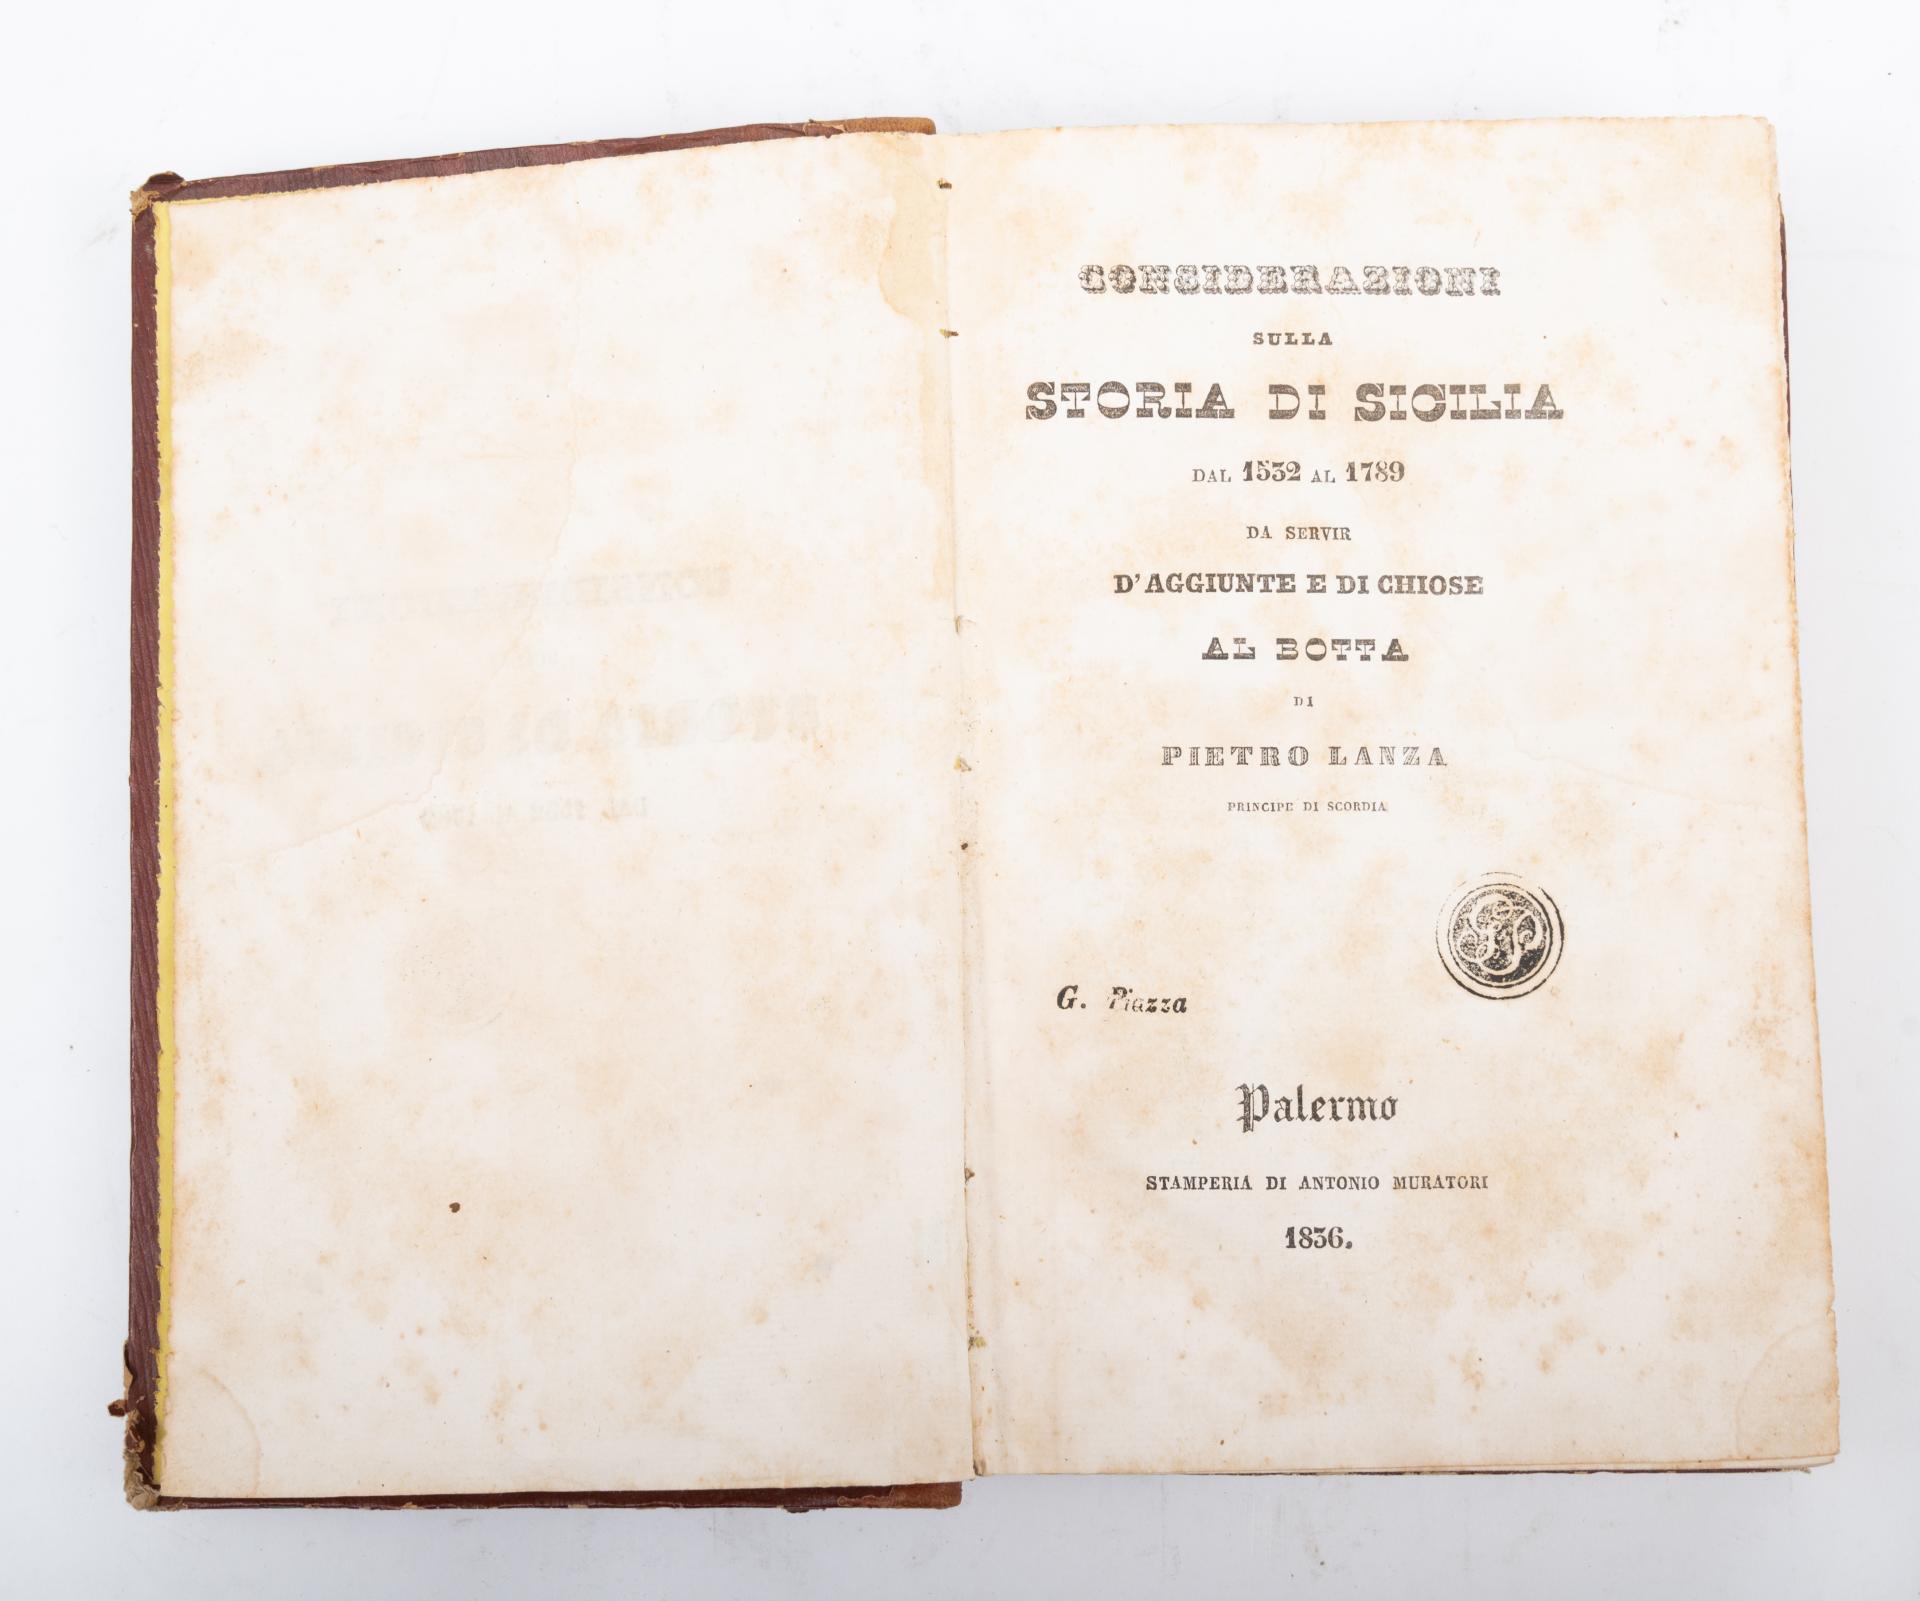 CONSIDERAZIONI
SULLA
STORIA DI SICILIA
DAL 1532 AL 1789
DA SERVIR
D'AGGIUNTE E DI CHIOSE
AL BOTTA
DI
PIETRO LANZA
PRINCIPE DI SCORDIA
G. Piazza
Palermo
STAMPERIA DI ANTONIO MURATORI
1836.